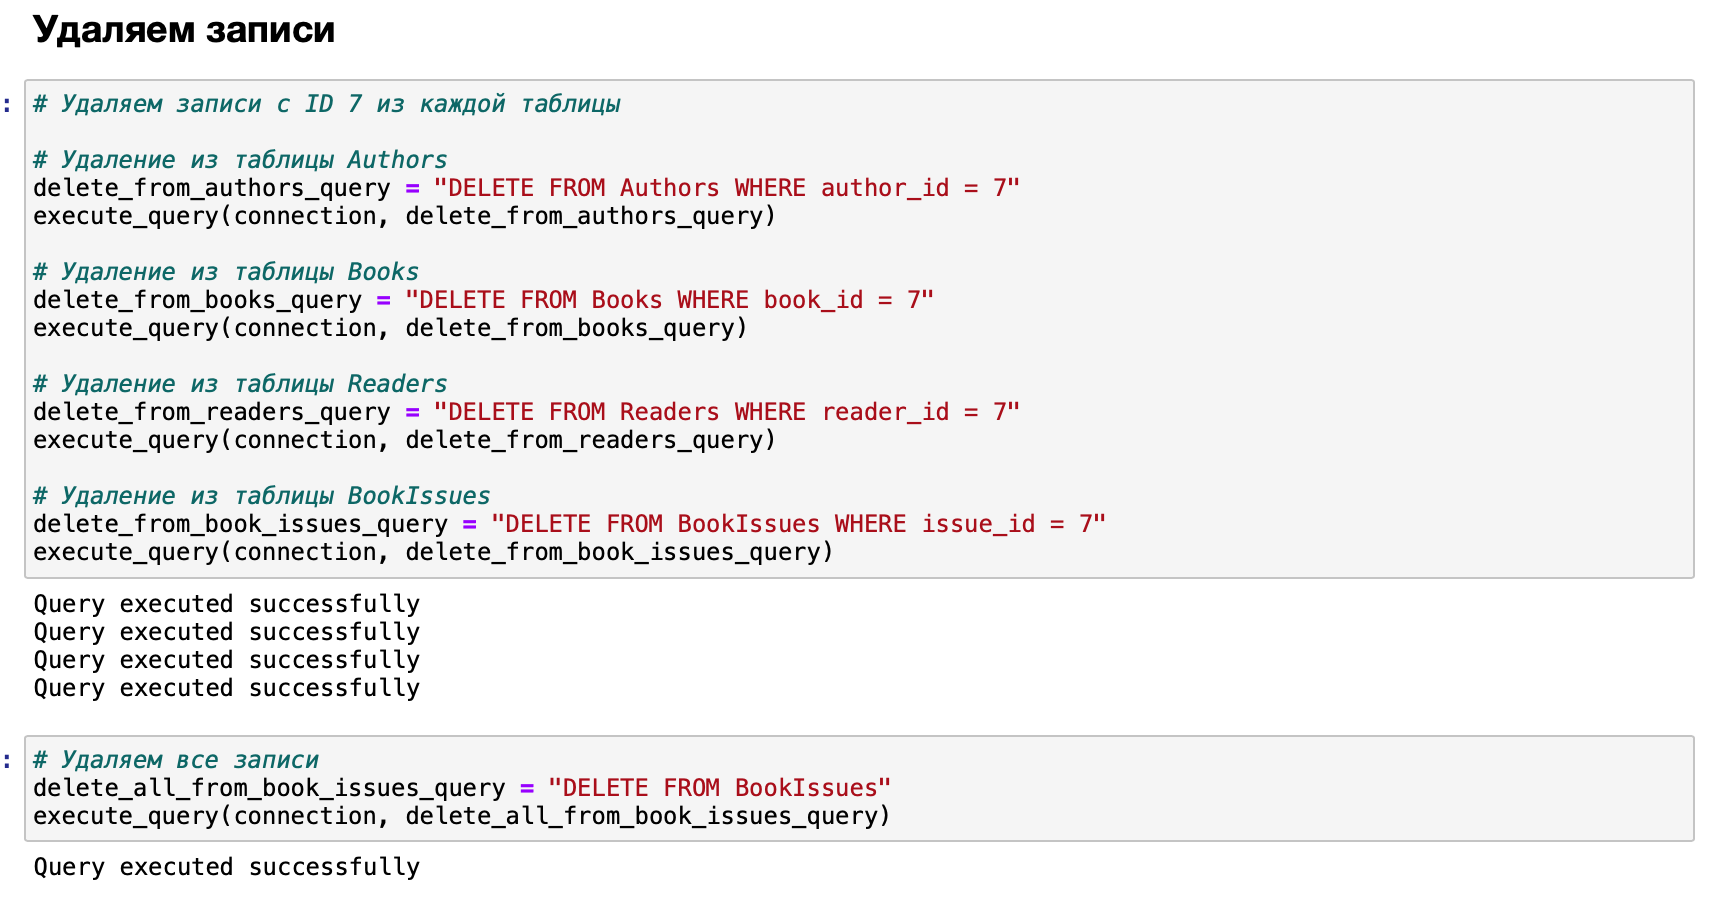 Удаляем записи
:
# Удаляем записи с ID 7 из каждой таблицы
# Удаление из таблицы Authors
delete_from_authors_query = "DELETE FROM Authors WHERE author_id = 7"
execute_query(connection, delete_from_authors_query)
# Удаление из таблицы Books
delete_from_books_query = "DELETE FROM Books WHERE book_id = 7"
execute_query(connection, delete_from_books_query)
# Удаление из таблицы Readers
delete_from_readers_query = "DELETE FROM Readers WHERE reader_id = 7"
execute_query(connection, delete_from_readers_query)
# Удаление из таблицы BookIssues
delete_from_book_issues_query = "DELETE FROM BookIssues WHERE issue_id = 7"
execute_query(connection, delete_from_book_issues_query)
Query executed successfully
Query executed successfully
Query executed successfully
Query executed successfully
:
# Удаляем все записи
delete_all_from_book_issues_query = "DELETE FROM BookIssues"
execute_query(connection, delete_all_from_book_issues_query)
Query executed successfully